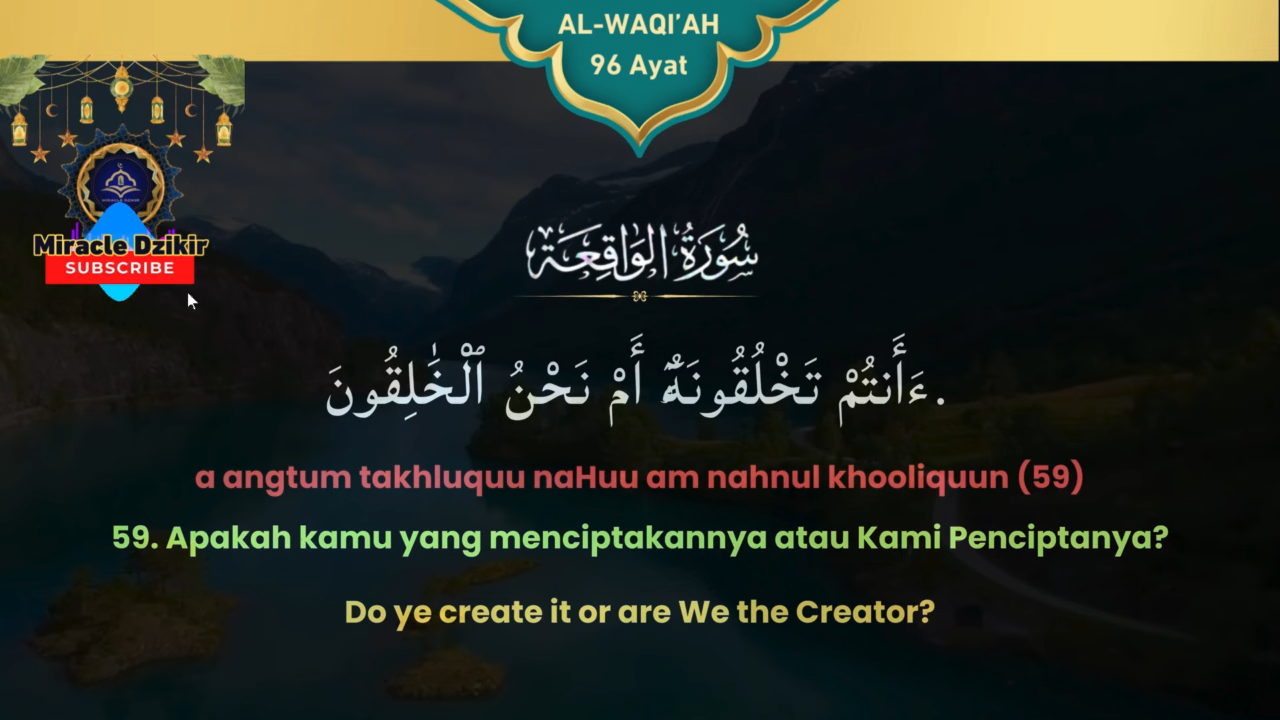 AL-WAQI’AH
96 Ayat
Miracle Dzikir
SUBSCRIBE
سُورَةُ الوَاقِعَة
ءَأَنتُمْ تَخْلُقُونَهُۥٓ أَمْ نَحْنُ ٱلْخَٰلِقُونَ.
a angtum takhluquu naHuu am nahnul khooliquun (59)
59. Apakah kamu yang menciptakannya atau Kami Penciptanya?
Do ye create it or are We the Creator?